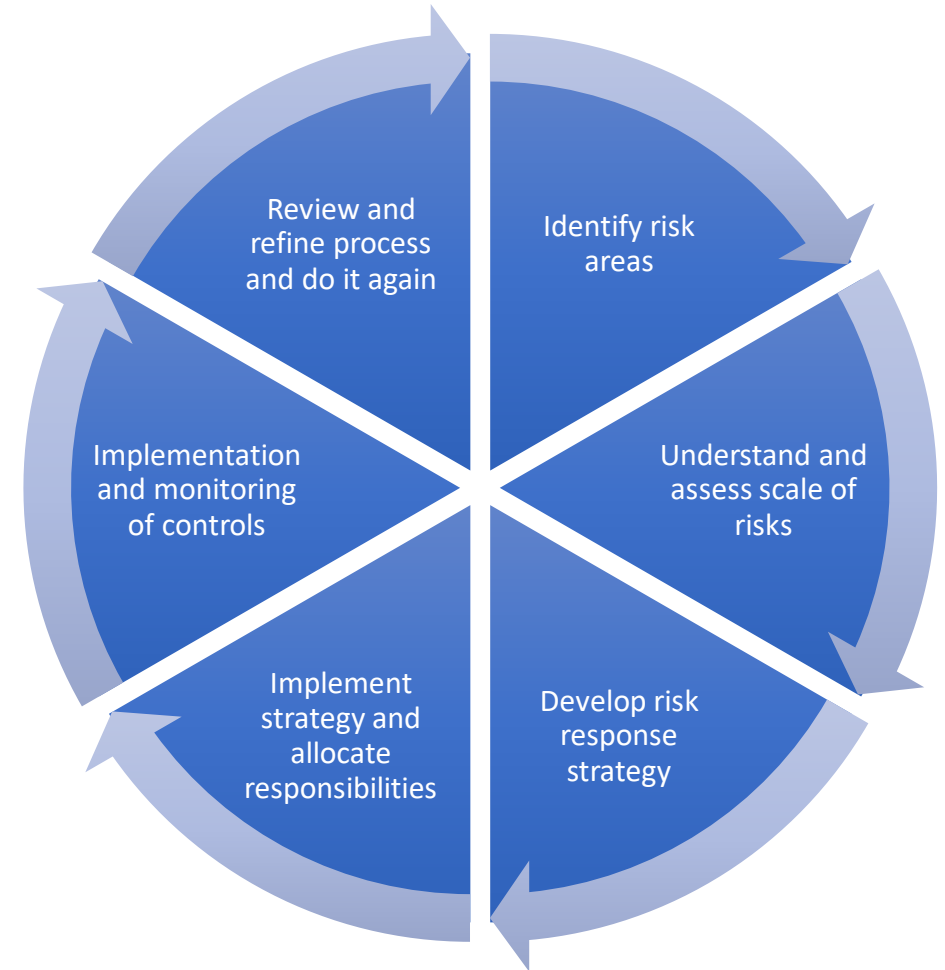 Identify risk
areas
Understand and
assess scale of
risks
Develop risk
response
strategy
Implement
strategy and
allocate
responsibilities
Implementation
and monitoring
of controls
Review and
refine process
and do it again